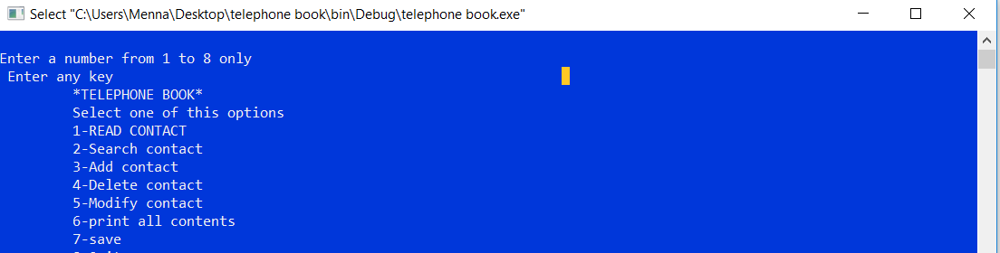 Select "C:\Users\Menna\Desktop\telephone book\bin\Debug\telephone book.exe"
Enter a number from 1 to 8 only
Enter any key
*TELEPHONE BOOK*
Select one of this options
1-READ CONTACT
2-Search contact
3-Add contact
4-Delete contact
5-Modify contact
6-print all contents
7-save